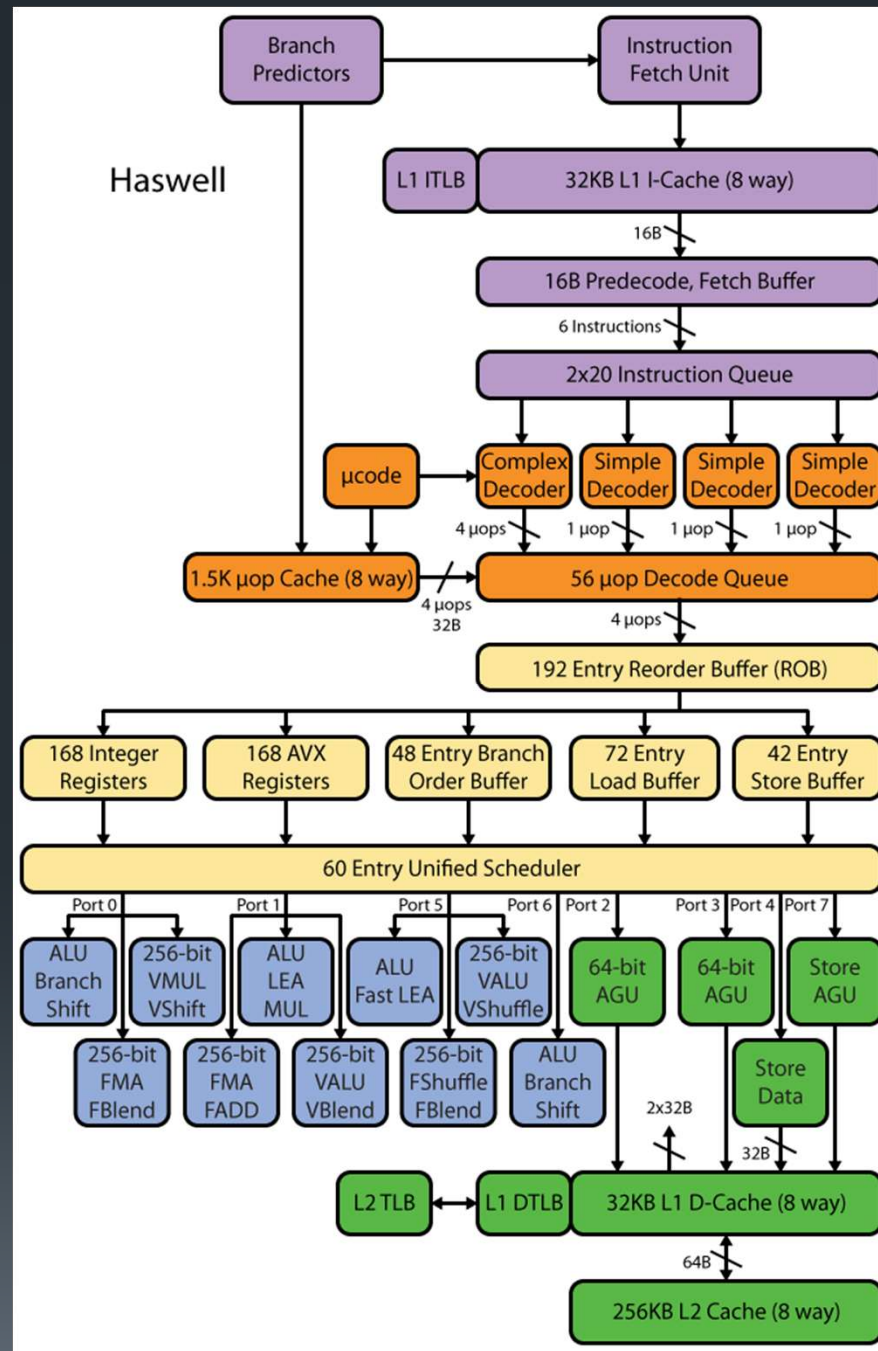 Branch
Predictors
Instruction
Fetch Unit
Haswell
L1 ITLB
32KB L1 I-Cache (8 way)
16B
16B Predecode, Fetch Buffer
6 Instructions
2x20 Instruction Queue
µcode
Complex
Decoder
Simple
Decoder
Simple
Decoder
Simple
Decoder
4 µops
1 µop
1 µop
1 µop
1.5K µop Cache (8 way)
4 µops
32B
56 µop Decode Queue
4 µops
192 Entry Reorder Buffer (ROB)
168 Integer
Registers
168 AVX
Registers
48 Entry Branch
Order Buffer
72 Entry
Load Buffer
42 Entry
Store Buffer
60 Entry Unified Scheduler
Port 0
Port 1
Port 5
Port 6
Port 2
Port 3
Port 4
Port 7
ALU
Branch
Shift
256-bit
VMUL
VShift
ALU
LEA
MUL
ALU
Fast LEA
256-bit
VALU
VShuffle
64-bit
AGU
64-bit
AGU
Store
AGU
256-bit
FMA
FBlend
256-bit
FMA
FADD
256-bit
VALU
VBlend
256-bit
FShuffle
FBlend
ALU
Branch
Shift
Store
Data
2x32B
32B
L2 TLB
L1 DTLB
32KB L1 D-Cache (8 way)
64B
256KB L2 Cache (8 way)